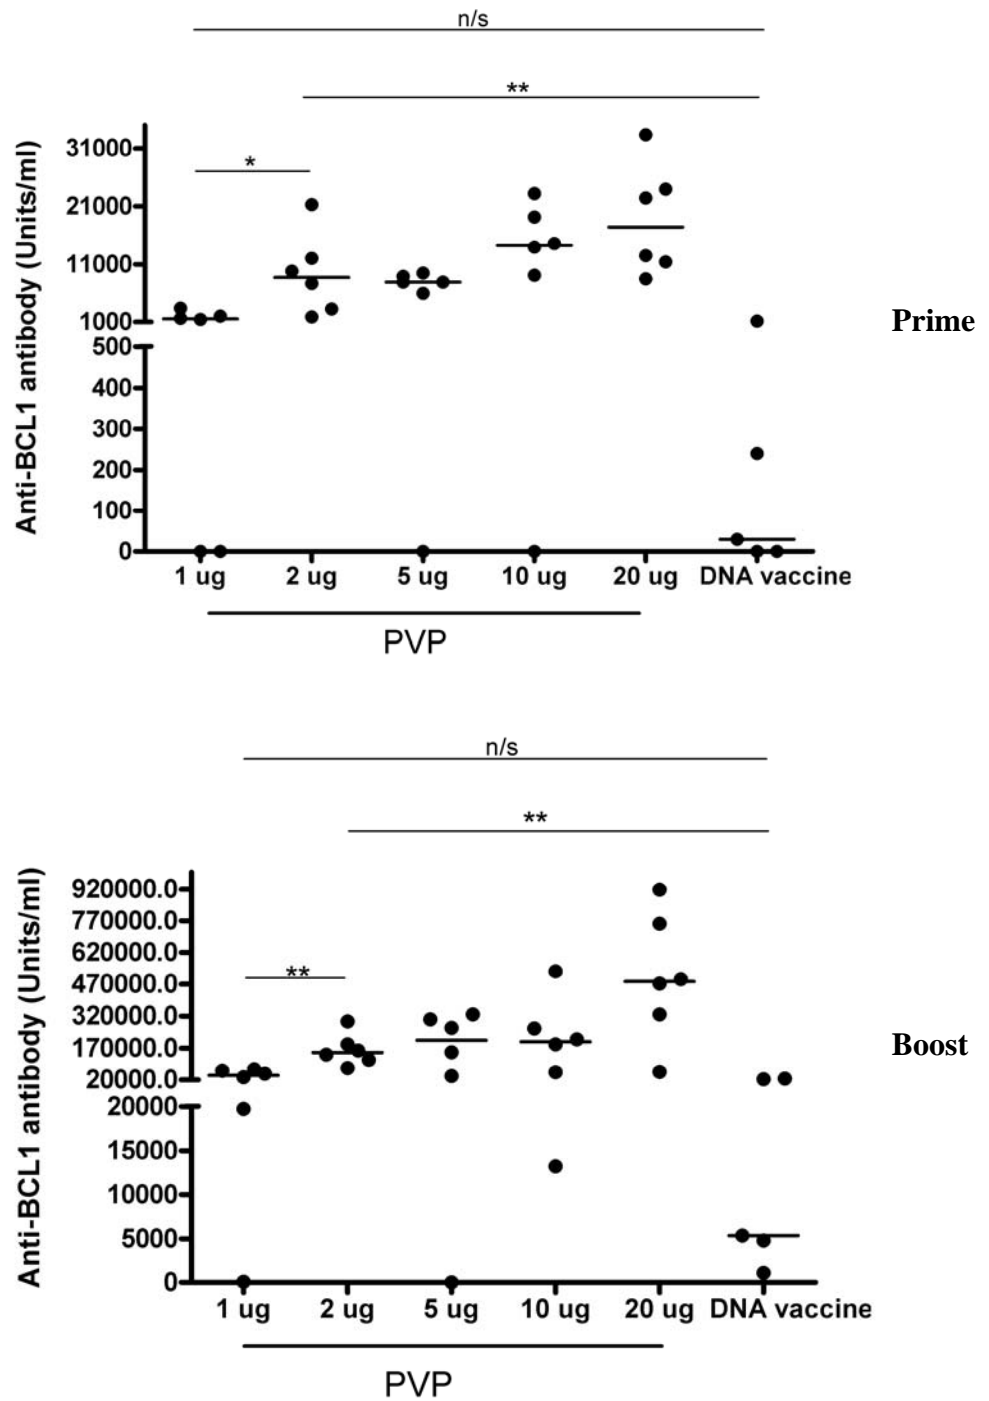 n/s
**
Anti-BCL1 antibody (Units/ml)
31000
21000
11000
1000
500
400
300
200
100
0
*
Prime
1 ug 2 ug 5 ug 10 ug 20 ug DNA vaccine
PVP
n/s
**
Anti-BCL1 antibody (Units/ml)
920000.0
770000.0
620000.0
470000.0
320000.0
170000.0
20000.0
20000
15000
10000
5000
0
**
Boost
1 ug 2 ug 5 ug 10 ug 20 ug DNA vaccine
PVP